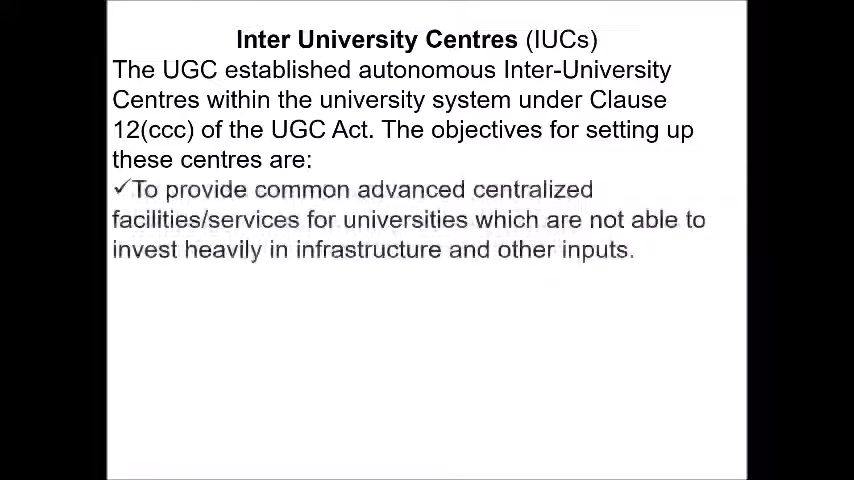 Inter University Centres (IUCs)
The UGC established autonomous Inter-University
Centres within the university system under Clause
12(ccc) of the UGC Act. The objectives for setting up
these centres are:
✓To provide common advanced centralized
facilities/services for universities which are not able to
invest heavily in infrastructure and other inputs.